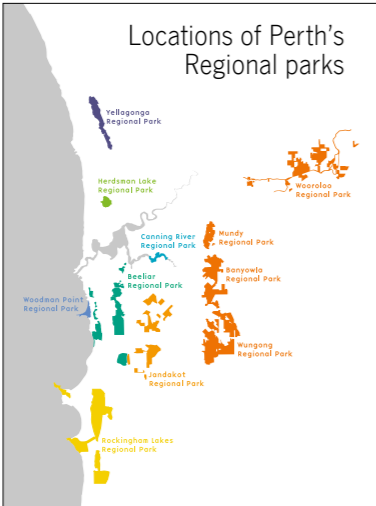 Locations of Perth's
Regional parks
Yellagonga
Regional Park
Herdsman Lake
Regional Park
Wooroloo
Regional Park
Canning River
Regional Park
Mundy
Regional Park
Beeliar
Regional Park
Banyowla
Regional Park
Woodman Point
Regional Park
Wungong
Regional Park
Jandakot
Regional Park
Rockingham Lakes
Regional Park